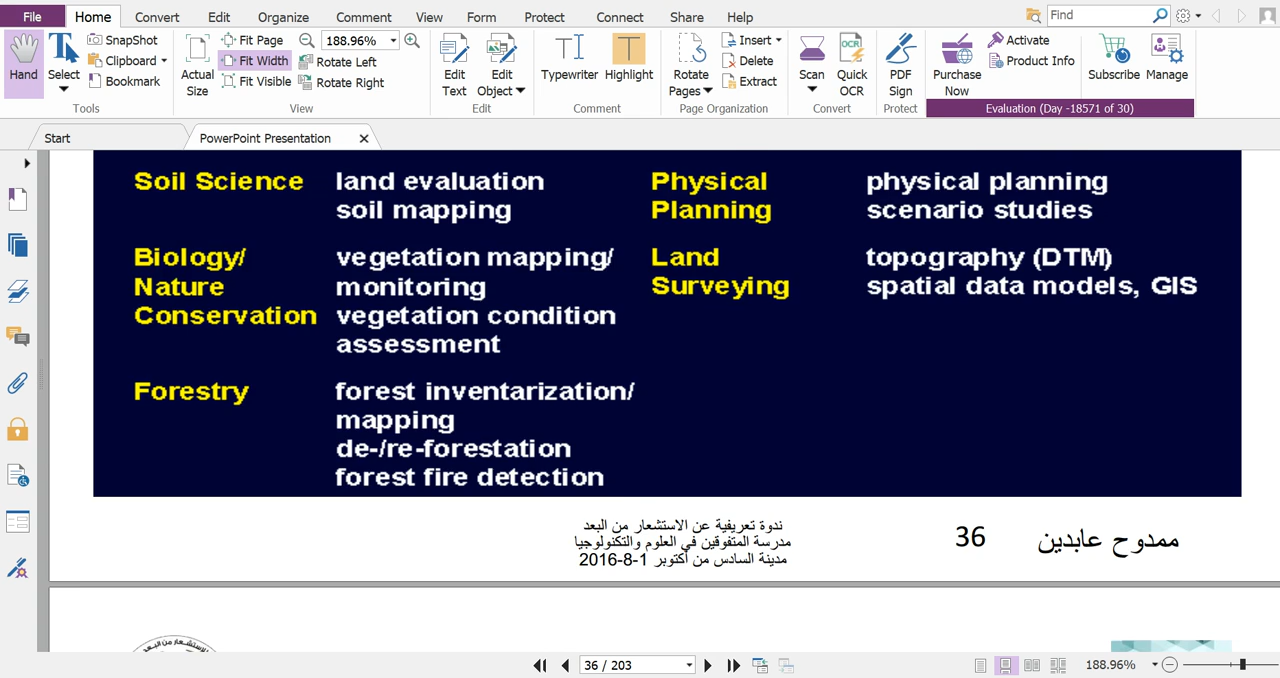 File Home Convert Edit Organize Comment View Form Protect Connect Share Help Find
SnapShot Fit Page 188.96% Insert Activate
Clipboard Fit Width Rotate Left Delete Product Info
Bookmark Fit Visible Rotate Right Extract
Hand Select Actual Size Edit Text Edit Object Typewriter Highlight Rotate Pages Scan OCR Quick OCR PDF Sign Purchase Now Subscribe Manage
Tools View Edit Comment Page Organization Convert Protect Evaluation (Day -18571 of 30)
Start PowerPoint Presentation
Soil Science land evaluation Physical physical planning
soil mapping Planning scenario studies
Biology/ vegetation mapping/ Land topography (DTM)
Nature monitoring Surveying spatial data models, GIS
Conservation vegetation condition
assessment
Forestry forest inventarization/
mapping
de-/re-forestation
forest fire detection
ندوة تعريفية عن الاستشعار من البعد
مدرسة المتفوقين في العلوم والتكنولوجيا
مدينة السادس من أكتوبر 1-8-2016
36
ممدوح عابدين
36 / 203 188.96%